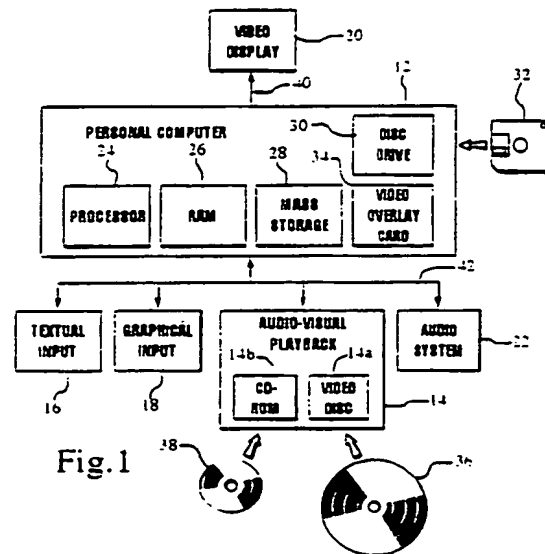 VIDEO
DISPLAY
20
40
12
32
PERSONAL COMPUTER
30
DISC
DRIVE
24
26
28
34
PROCESSOR
RAM
MASS
STORAGE
VIDEO
OVERLAY
CARD
42
TEXTUAL
INPUT
GRAPHICAL
INPUT
AUDIO-VISUAL
PLAYBACK
AUDIO
SYSTEM
22
14b
14a
16
18
CD-
ROM
VIDEO
DISC
14
Fig.1
38
36